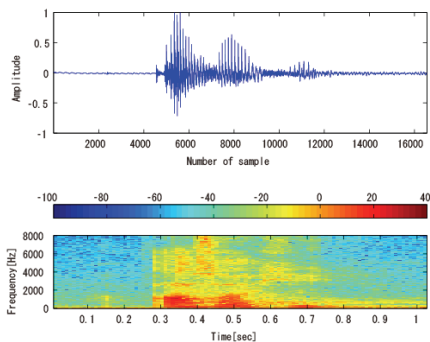 1
0.5
0
-0.5
-1
Amplitude
2000 4000 6000 8000 10000 12000 14000 16000
Number of sample
-100 -80 -60 -40 -20 0 20 40
8000
6000
4000
2000
0
Frequency[Hz]
0.1 0.2 0.3 0.4 0.5 0.6 0.7 0.8 0.9 1
Time[sec]